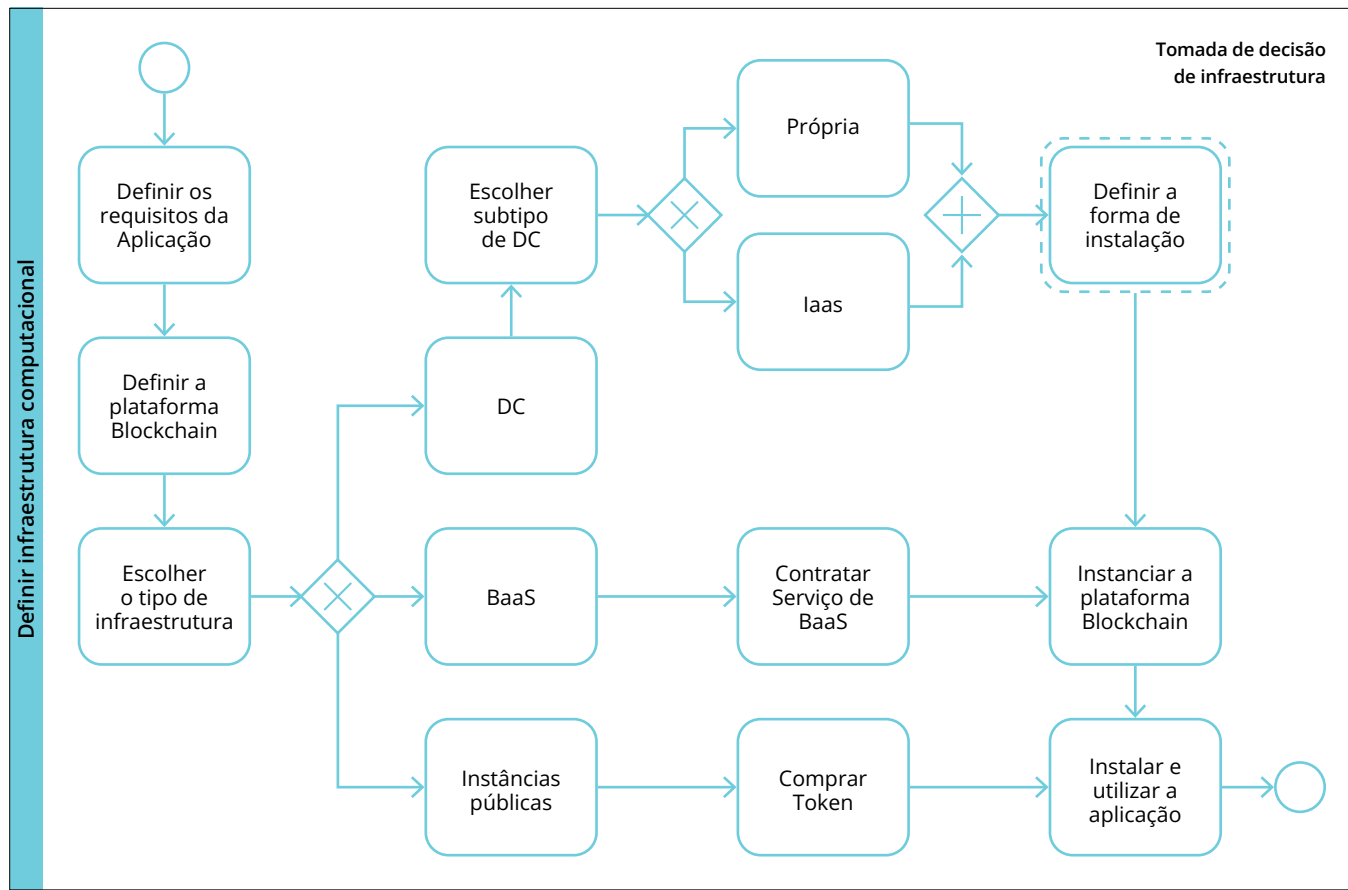 Definir infraestrutura computacional
Tomada de decisão
de infraestrutura
Definir os
requisitos da
Aplicação
Definir a
plataforma
Blockchain
Escolher
o tipo de
infraestrutura
Escolher
subtipo
de DC
DC
Própria
Iaas
Definir a
forma de
instalação
BaaS
Contratar
Serviço de
BaaS
Instanciar a
plataforma
Blockchain
Instâncias
públicas
Comprar
Token
Instalar e
utilizar a
aplicação